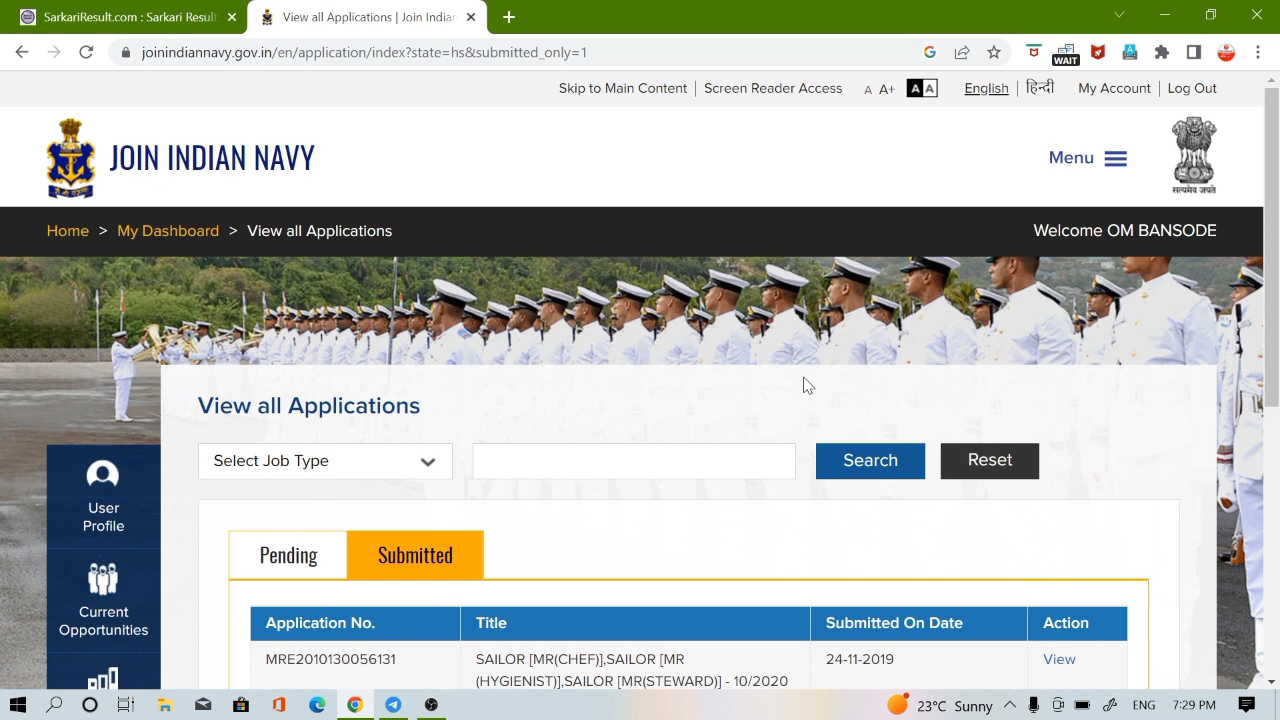 SarkariResult.com : Sarkari Result
View all Applications | Join Indian
joinindiannavy.gov.in/en/application/index?state=hs&submitted_only=1
WAIT
Skip to Main Content | Screen Reader Access A A+ A A English | हिन्दी My Account | Log Out
JOIN INDIAN NAVY
Menu
सत्यमेव जयते
Home > My Dashboard > View all Applications
Welcome OM BANSODE
View all Applications
Select Job Type
Search
Reset
User
Profile
Current
Opportunities
Pending
Submitted
Application No. Title Submitted On Date Action
MRE2010130056131 SAILOR [MR(CHEF)],SAILOR [MR 24-11-2019 View
(HYGIENIST)],SAILOR [MR(STEWARD)] - 10/2020
23°C Sunny ENG 7:29 PM